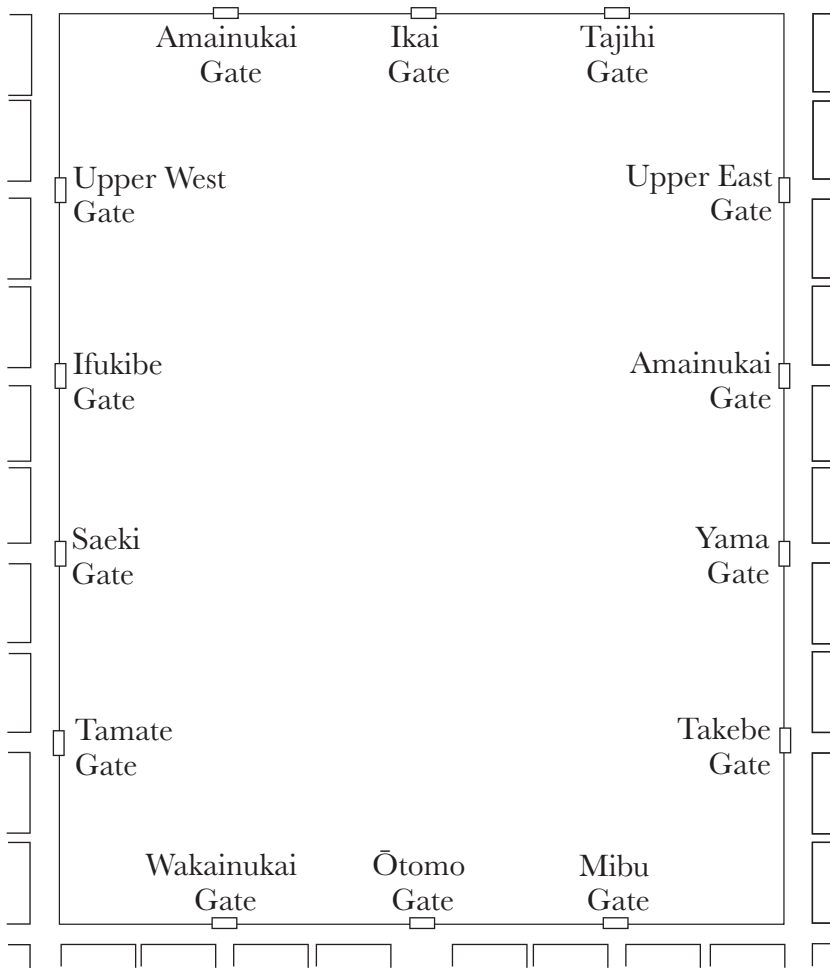 Amainukai
Gate
Ikai
Gate
Tajihi
Gate
Upper West
Gate
Upper East
Gate
Ifukibe
Gate
Amainukai
Gate
Saeki
Gate
Yama
Gate
Tamate
Gate
Takebe
Gate
Wakainukai
Gate
Ōtomo
Gate
Mibu
Gate